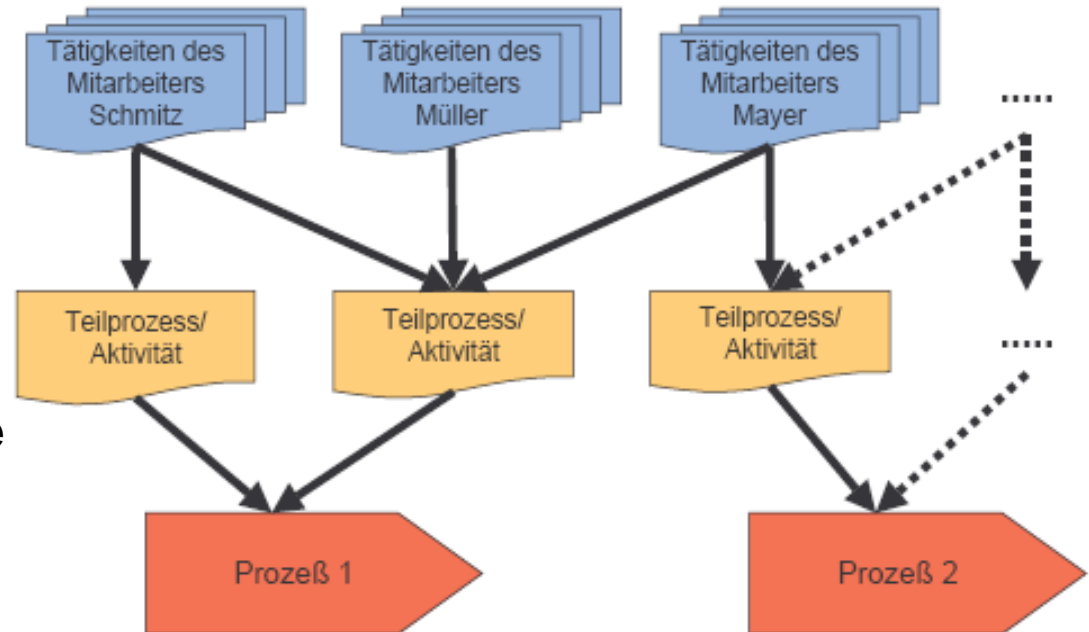 Tätigkeiten des
Mitarbeiters
Schmitz
Tätigkeiten des
Mitarbeiters
Müller
Tätigkeiten des
Mitarbeiters
Mayer
......
Teilprozess/
Aktivität
Teilprozess/
Aktivität
Teilprozess/
Aktivität
......
e
Prozeß 1
Prozeß 2